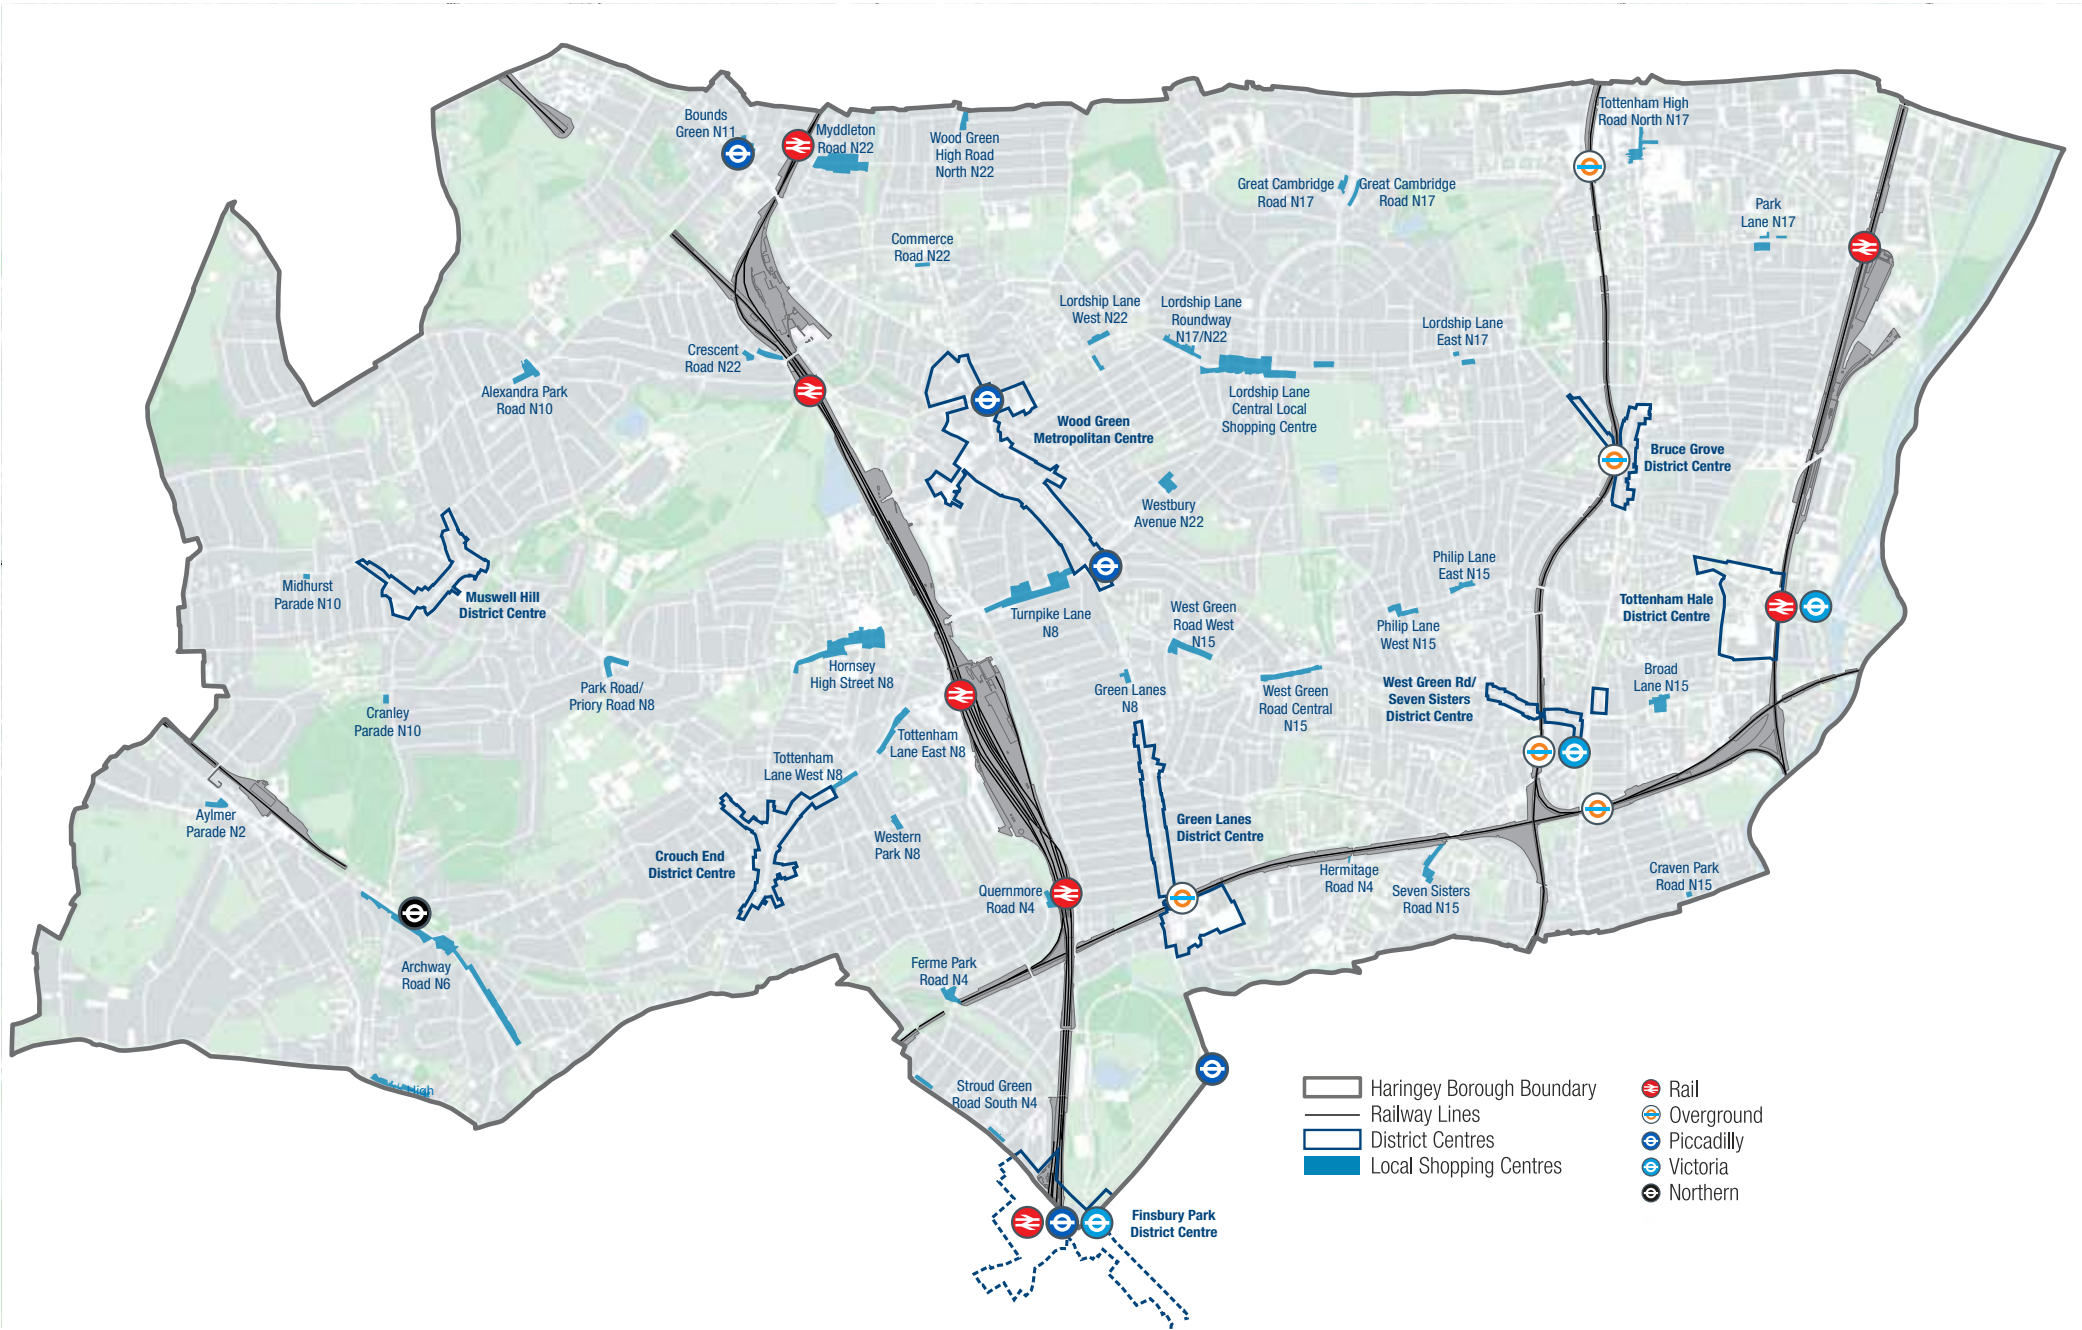 Bounds
Green N11
Myddleton
Road N22
Wood Green
High Road
North N22
Tottenham High
Road North N17
Great Cambridge
Road N17
Great Cambridge
Road N17
Park
Lane N17
Commerce
Road N22
Lordship Lane
West N22
Lordship Lane
Roundway
N17/N22
Lordship Lane
East N17
Crescent
Road N22
Alexandra Park
Road N10
Lordship Lane
Central Local
Shopping Centre
Wood Green
Metropolitan Centre
Bruce Grove
District Centre
Westbury
Avenue N22
Midhurst
Parade N10
Muswell Hill
District Centre
Philip Lane
East N15
Tottenham Hale
District Centre
Turnpike Lane
N8
West Green
Road West
N15
Philip Lane
West N15
Hornsey
High Street N8
Park Road/
Priory Road N8
Green Lanes
N8
West Green
Road Central
N15
West Green Rd/
Seven Sisters
District Centre
Broad
Lane N15
Cranley
Parade N10
Tottenham
Lane East N8
Tottenham
Lane West N8
Aylmer
Parade N2
Western
Park N8
Green Lanes
District Centre
Crouch End
District Centre
Quernmore
Road N4
Hermitage
Road N4
Seven Sisters
Road N15
Craven Park
Road N15
Archway
Road N6
Ferme Park
Road N4
High
Stroud Green
Road South N4
Finsbury Park
District Centre
Haringey Borough Boundary
Railway Lines
District Centres
Local Shopping Centres
Rail
Overground
Piccadilly
Victoria
Northern